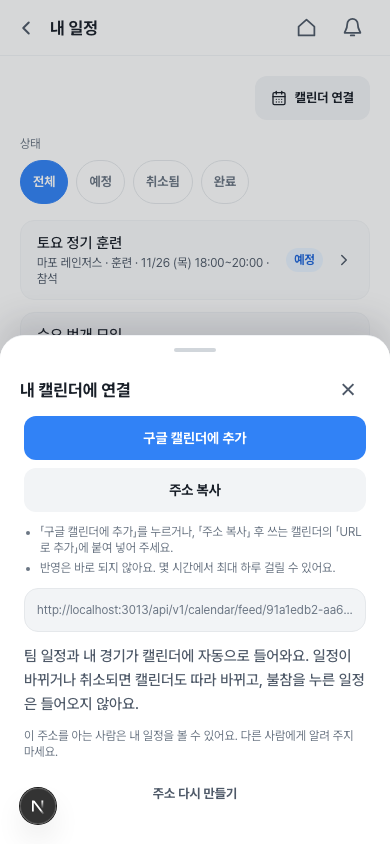 내 일정
캘린더 연결
상태
전체
예정
취소됨
완료
토요 정기 훈련
마포 레인저스 · 훈련 · 11/26 (목) 18:00~20:00 ·
참석
예정
수요 번개 모임
내 캘린더에 연결
구글 캘린더에 추가
주소 복사
• 「구글 캘린더에 추가」를 누르거나, 「주소 복사」 후 쓰는 캘린더의 「URL
로 추가」에 붙여 넣어 주세요.
• 반영은 바로 되지 않아요. 몇 시간에서 최대 하루 걸릴 수 있어요.
http://localhost:3013/api/v1/calendar/feed/91a1edb2-aa6...
팀 일정과 내 경기가 캘린더에 자동으로 들어와요. 일정이
바뀌거나 취소되면 캘린더도 따라 바뀌고, 불참을 누른 일정
은 들어오지 않아요.
이 주소를 아는 사람은 내 일정을 볼 수 있어요. 다른 사람에게 알려 주지
마세요.
주소 다시 만들기
N